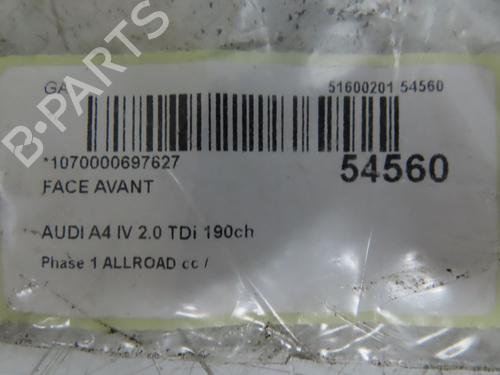 GA
51600201 54560
*1070000697627
54560
FACE AVANT
AUDI A4 IV 2.0 TDi 190ch
Phase 1 ALLROAD cc /
B-PARTS